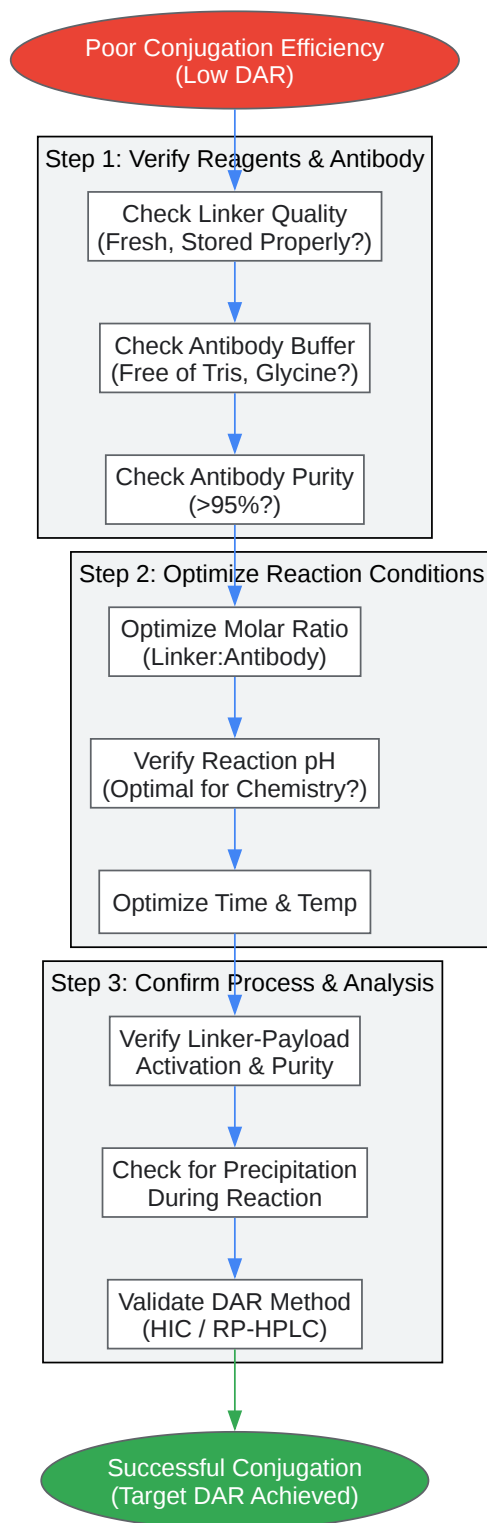 Poor Conjugation Efficiency
(Low DAR)
Step 1: Verify Reagents & Antibody
Check Linker Quality
(Fresh, Stored Properly?)
Check Antibody Buffer
(Free of Tris, Glycine?)
Check Antibody Purity
(>95%?)
Step 2: Optimize Reaction Conditions
Optimize Molar Ratio
(Linker:Antibody)
Verify Reaction pH
(Optimal for Chemistry?)
Optimize Time & Temp
Step 3: Confirm Process & Analysis
Verify Linker-Payload
Activation & Purity
Check for Precipitation
During Reaction
Validate DAR Method
(HIC / RP-HPLC)
Successful Conjugation
(Target DAR Achieved)